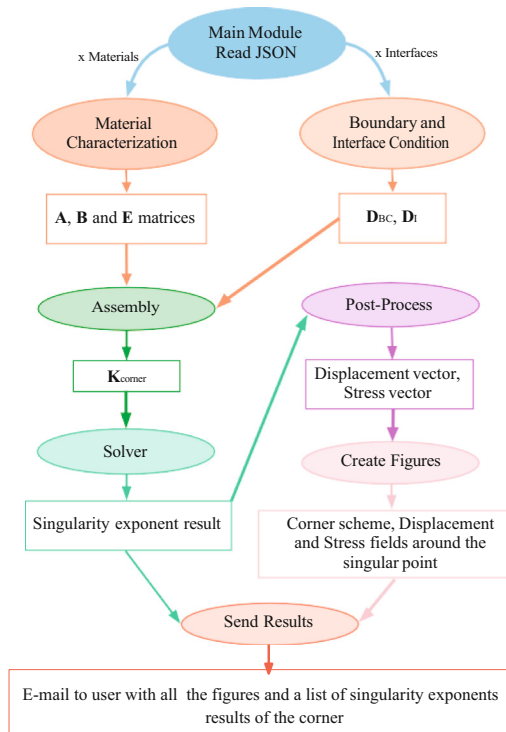 Main Module
Read JSON
x Materials
x Interfaces
Material
Characterization
Boundary and
Interface Condition
A, B and E matrices
DBC, DI
Assembly
Post-Process
Kcorner
Displacement vector,
Stress vector
Solver
Create Figures
Singularity exponent result
Corner scheme, Displacement
and Stress fields around the
singular point
Send Results
E-mail to user with all the figures and a list of singularity exponents
results of the corner